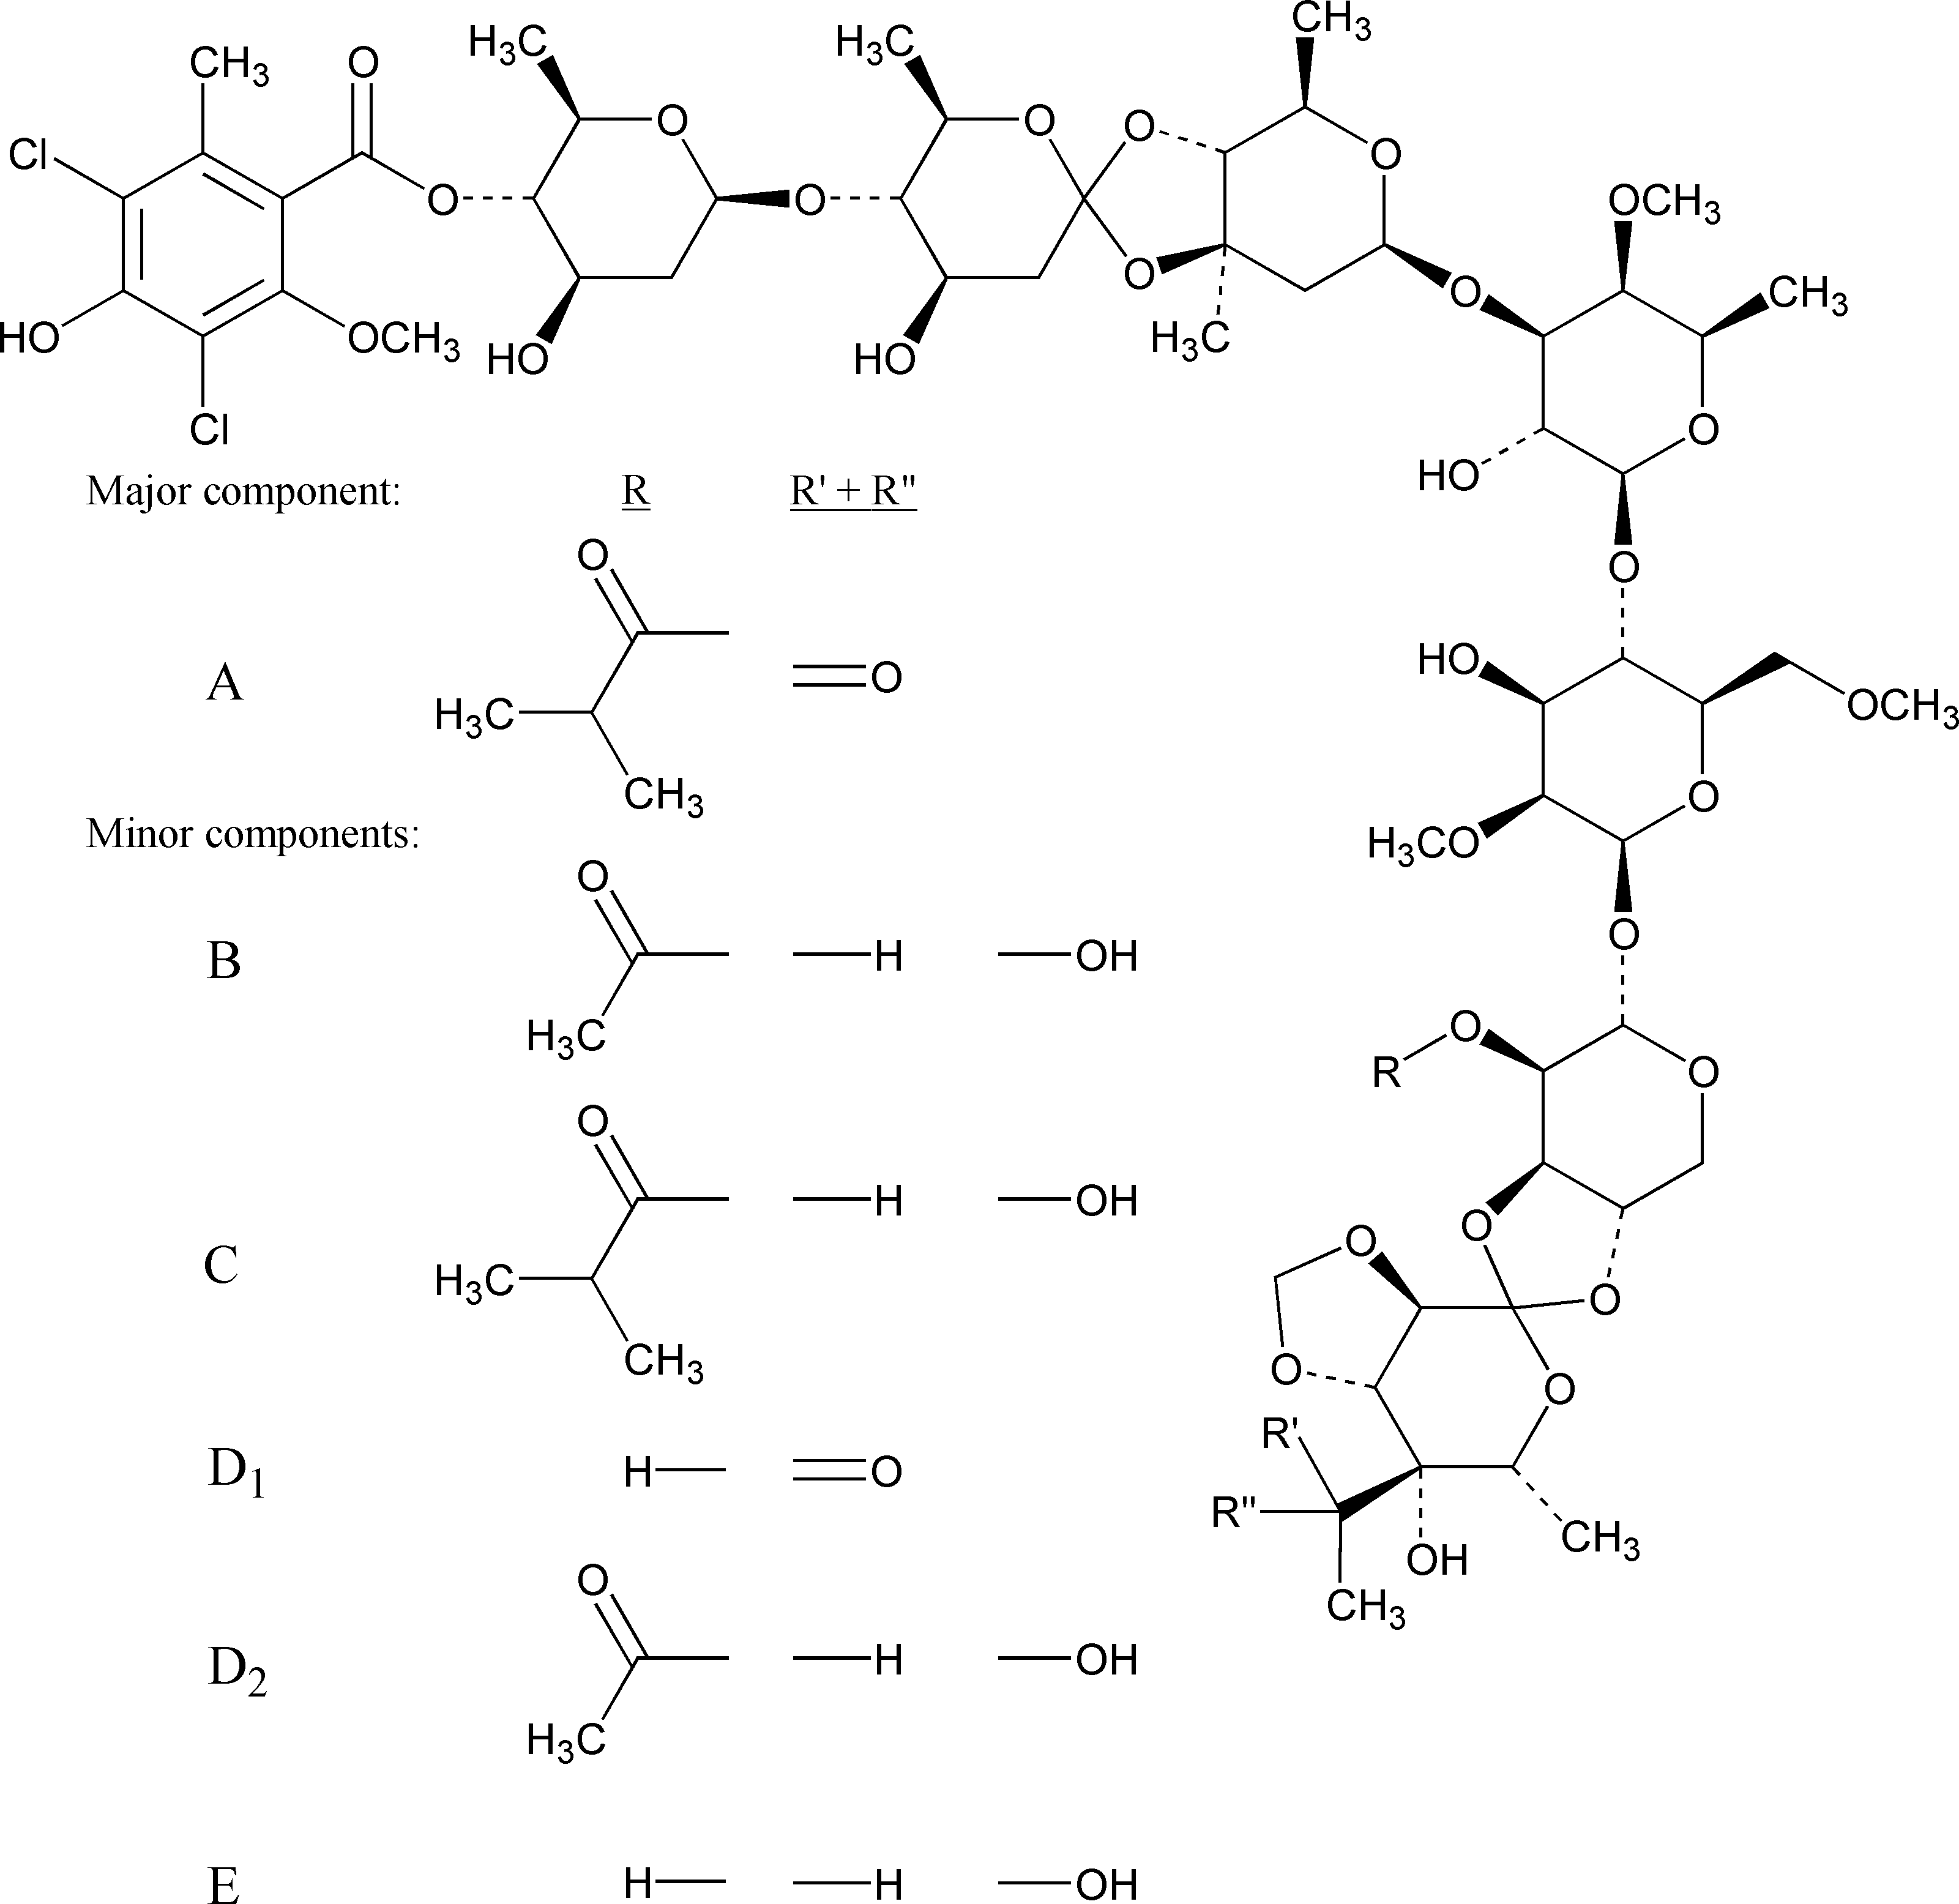 CH3
H3C
H3C
CH3
O
Cl
O
O
O
O
O
O
O
OCH3
O
O
CH3
HO
OCH3
HO
HO
H3C
Cl
O
HO
Major component:
R
R' + R"
O
O
A
H3C
CH3
O
HO
OCH3
O
Minor components:
H3CO
O
B
H3C
H
OH
O
R
O
O
C
O
H3C
CH3
H
OH
O
O
O
O
O
D1
H
O
R'
R"
OH
CH3
CH3
D2
O
H3C
H
OH
E
H
H
OH